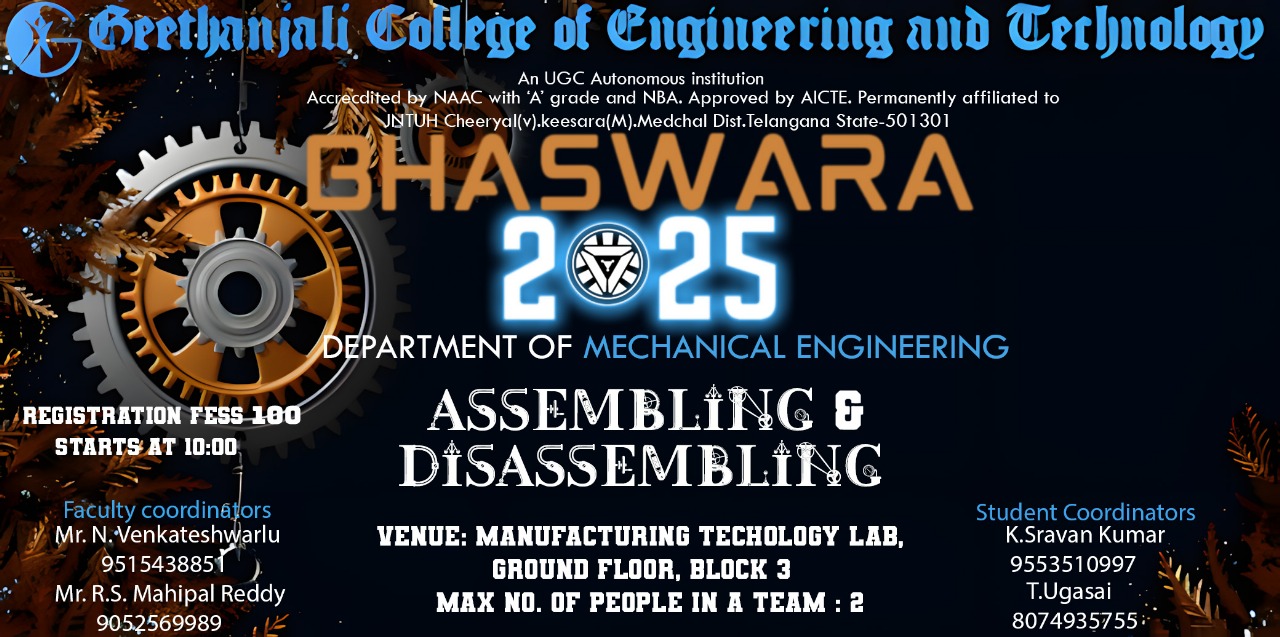 Geethanjali College of Engineering and Technology
An UGC Autonomous institution
Accrecdited by NAAC with ‘A’ grade and NBA. Approved by AICTE. Permanently affiliated to
JNTUH Cheeryal(v).keesara(M).Medchal Dist.Telangana State-501301
BHASWARA
2025
DEPARTMENT OF MECHANICAL ENGINEERING
ASSEMBLING &
DISASSEMBLING
REGISTRATION FESS 100
STARTS AT 10:00
Faculty coordinators
Mr. N. Venkateshwarlu
9515438851
Mr. R.S. Mahipal Reddy
9052569989
VENUE: MANUFACTURING TECHOLOGY LAB,
GROUND FLOOR, BLOCK 3
MAX NO. OF PEOPLE IN A TEAM : 2
Student Coordinators
K.Sravan Kumar
9553510997
T.Ugasai
8074935755